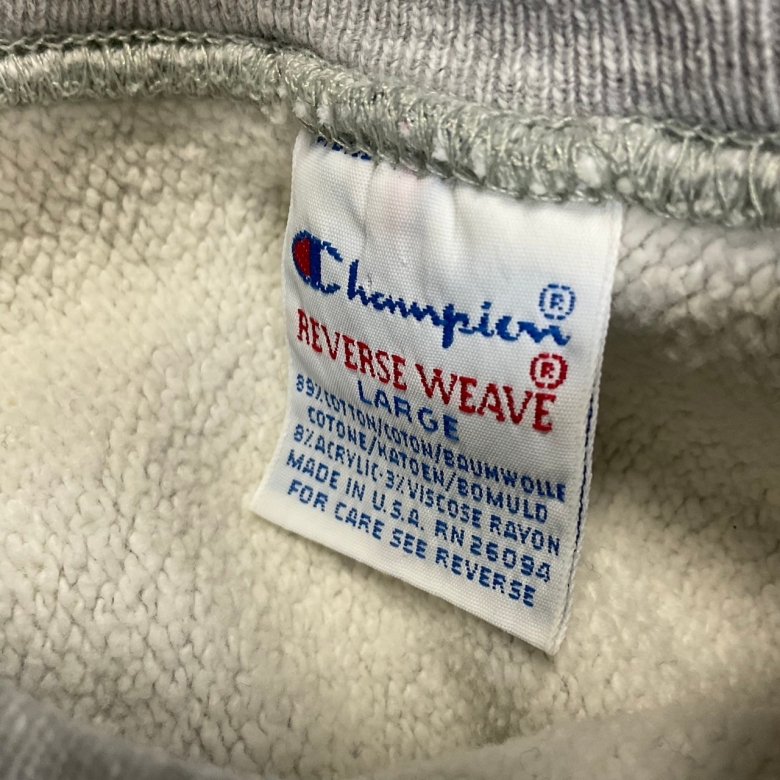 Champion®
REVERSE WEAVE®
LARGE
89%COTTON/COTON/BAUMWOLLE
COTONE/KATOEN/BOMULD
8%ACRYLIC·3%VISCOSE RAYON
MADE IN U.S.A. RN 26094
FOR CARE SEE REVERSE